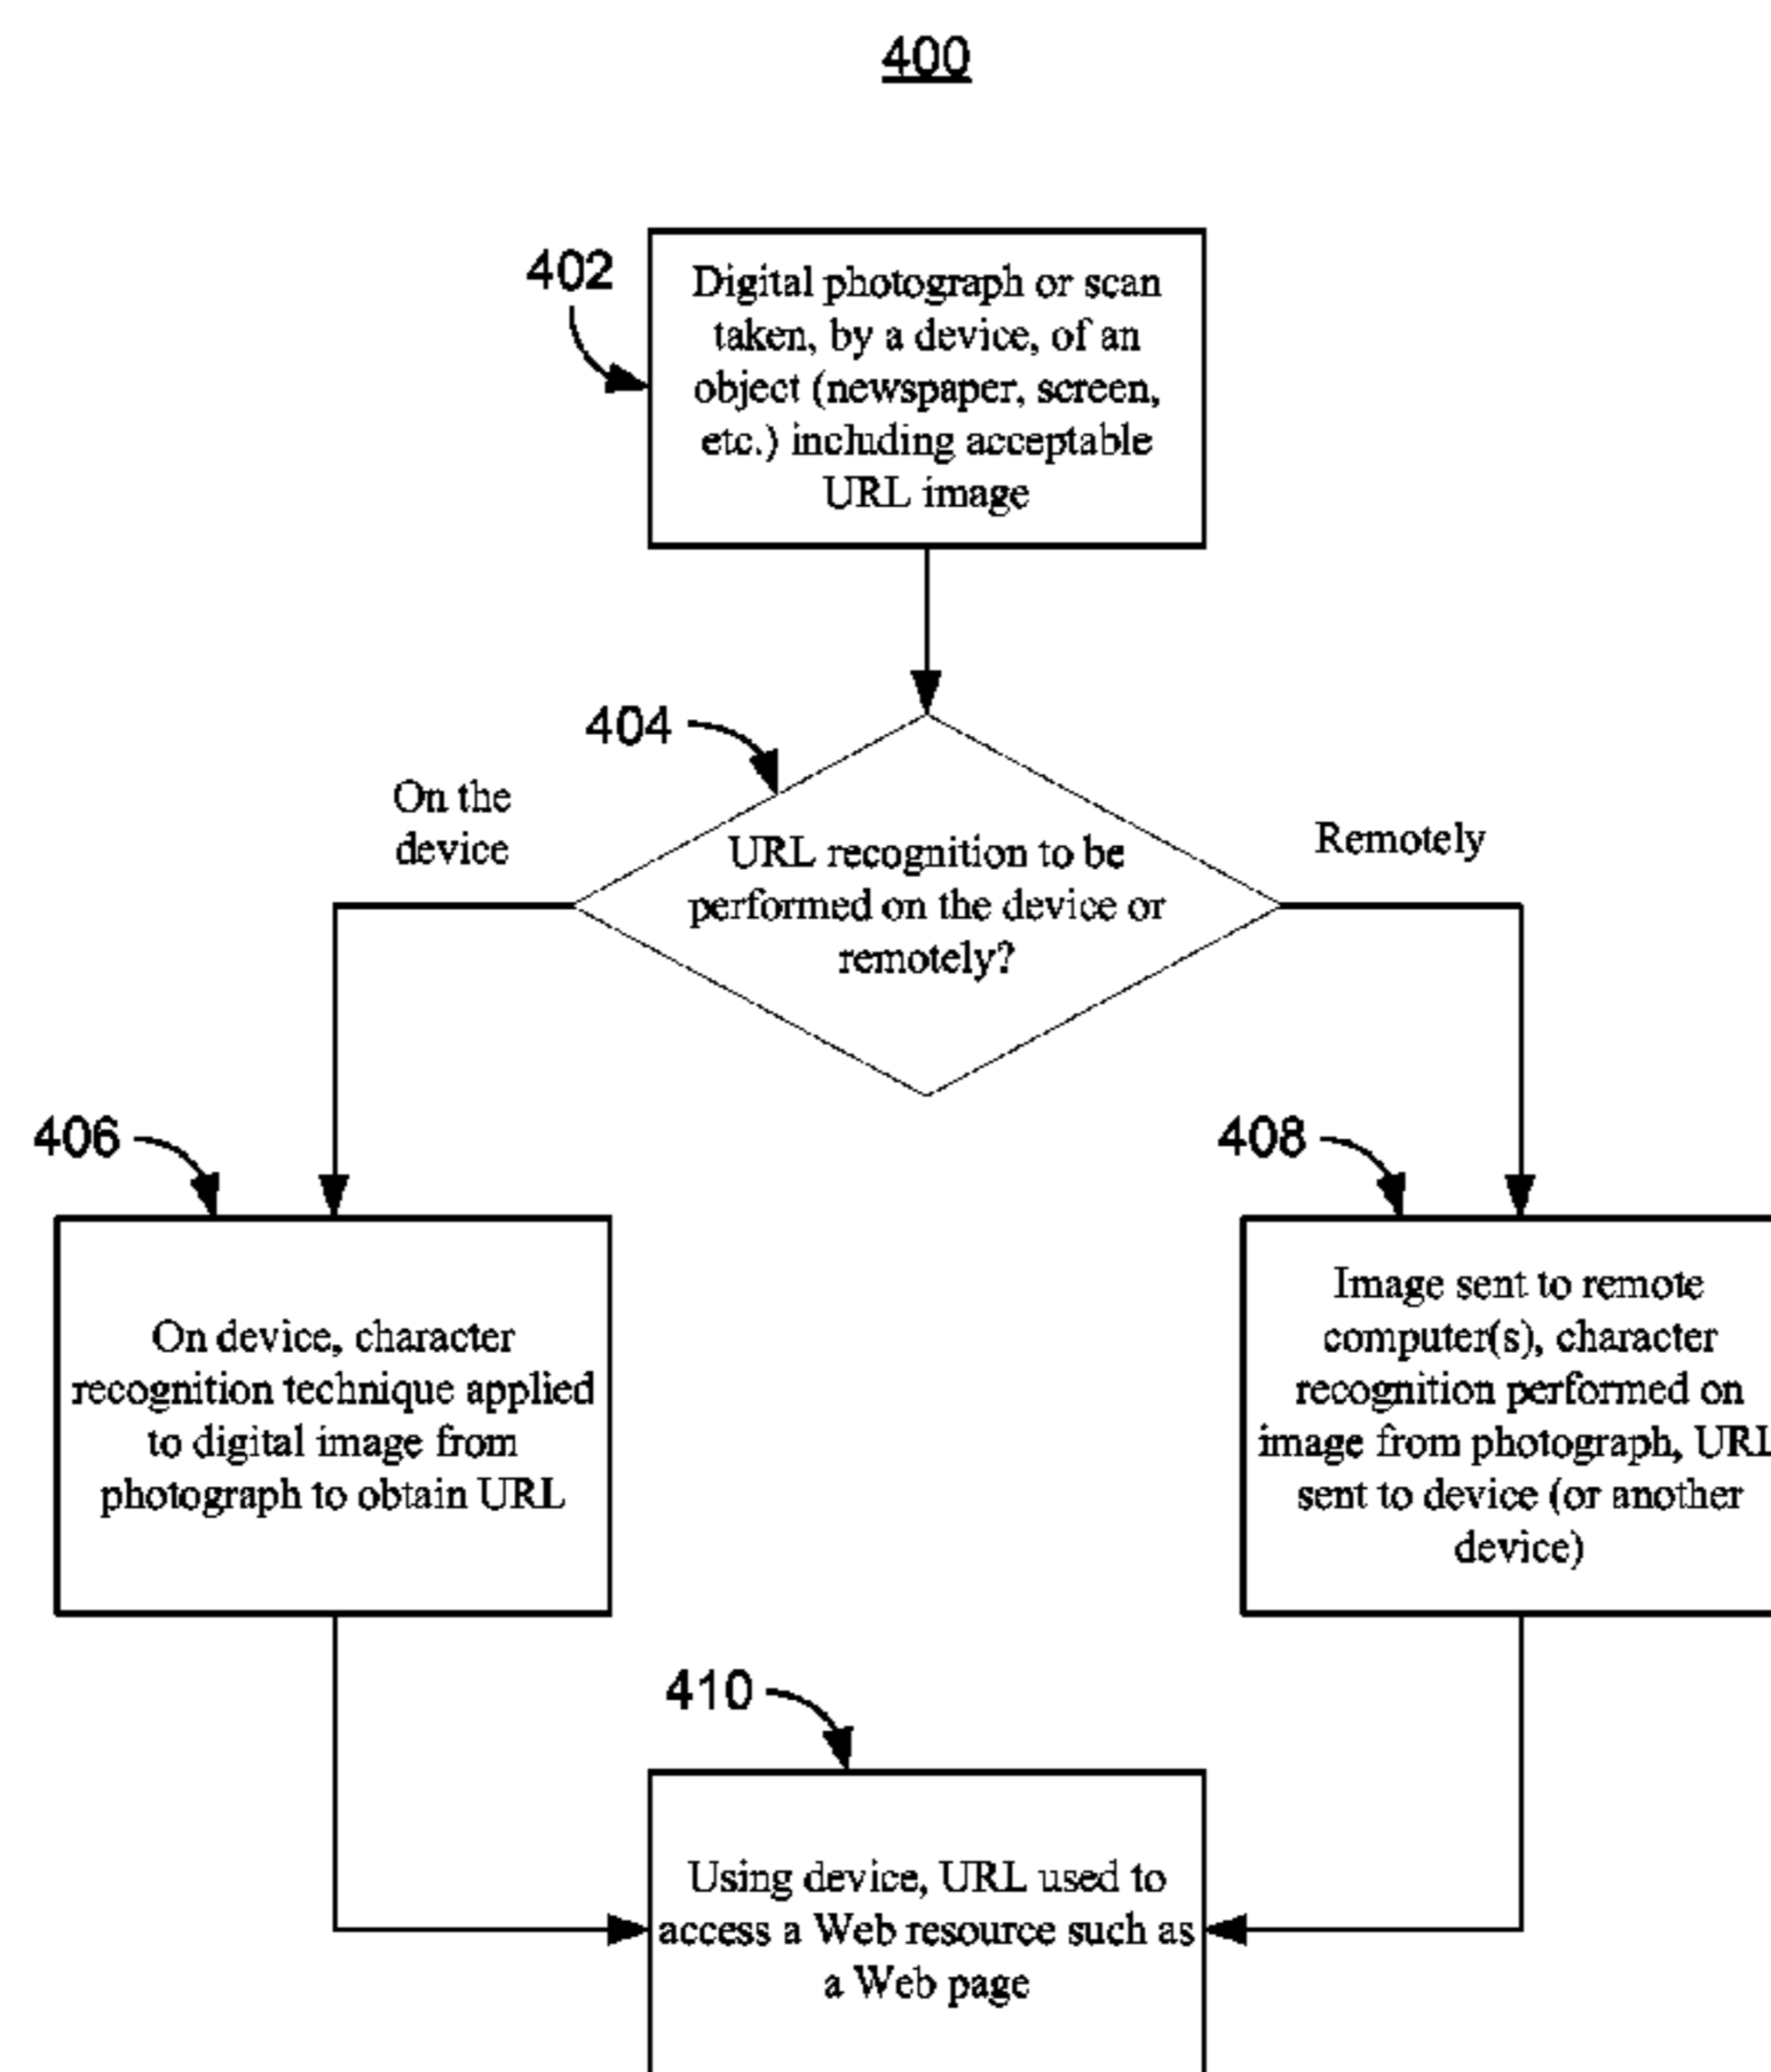 400
402
Digital photograph or scan
taken, by a device, of an
object (newspaper, screen,
etc.) including acceptable
URL image
404
On the
device
URL recognition to be
performed on the device or
remotely?
Remotely
406
On device, character
recognition technique applied
to digital image from
photograph to obtain URL
408
Image sent to remote
computer(s), character
recognition performed on
image from photograph, URL
sent to device (or another
device)
410
Using device, URL used to
access a Web resource such as
a Web page